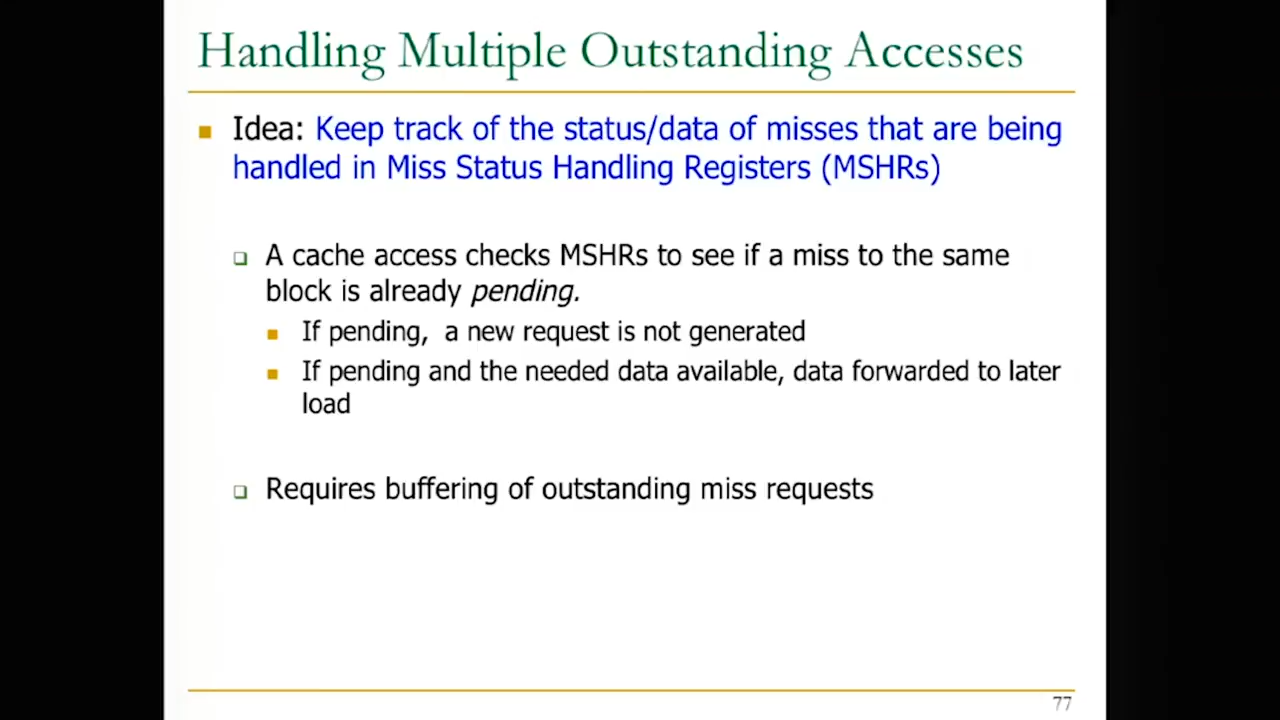 Handling Multiple Outstanding Accesses
Idea: Keep track of the status/data of misses that are being
handled in Miss Status Handling Registers (MSHRs)
A cache access checks MSHRs to see if a miss to the same
block is already pending.
If pending, a new request is not generated
If pending and the needed data available, data forwarded to later
load
Requires buffering of outstanding miss requests
77